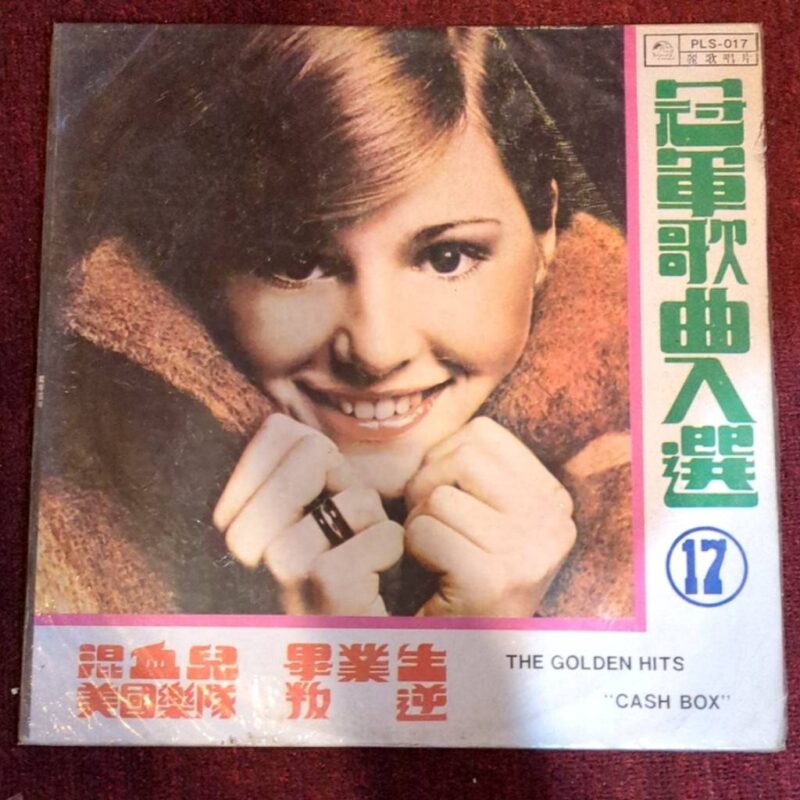 PLS-017
麗歌唱片
冠軍歌曲入選
17
混血兒 畢業生
美國樂隊 叛逆
THE GOLDEN HITS
"CASH BOX"